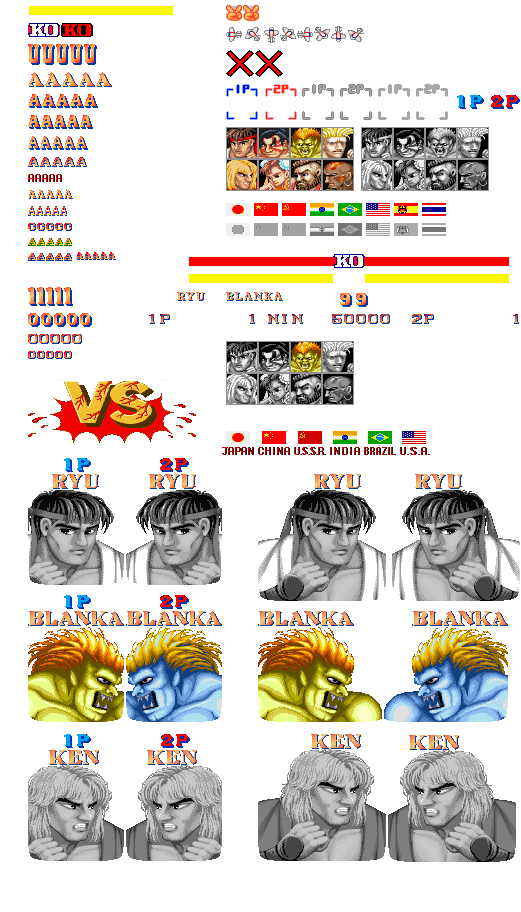 KO KO
UUUUU
AAAAA
AAAAA
AAAAA
AAAAA
AAAAA
AAAAA
AAAAA
AAAAA
00000
AAAAA
AAAAA AAAAA
1P 2P 1P 2P 1P 2P
1P 2P
KO
11111
RYU BLANKA 99
00000 1P 1 MIN 50000 2P 1
00000
00000
VS
JAPAN CHINA U.S.S.R. INDIA BRAZIL U.S.A.
1P 2P
RYU RYU RYU RYU
1P 2P
BLANKA BLANKA BLANKA BLANKA
1P 2P
KEN KEN KEN KEN